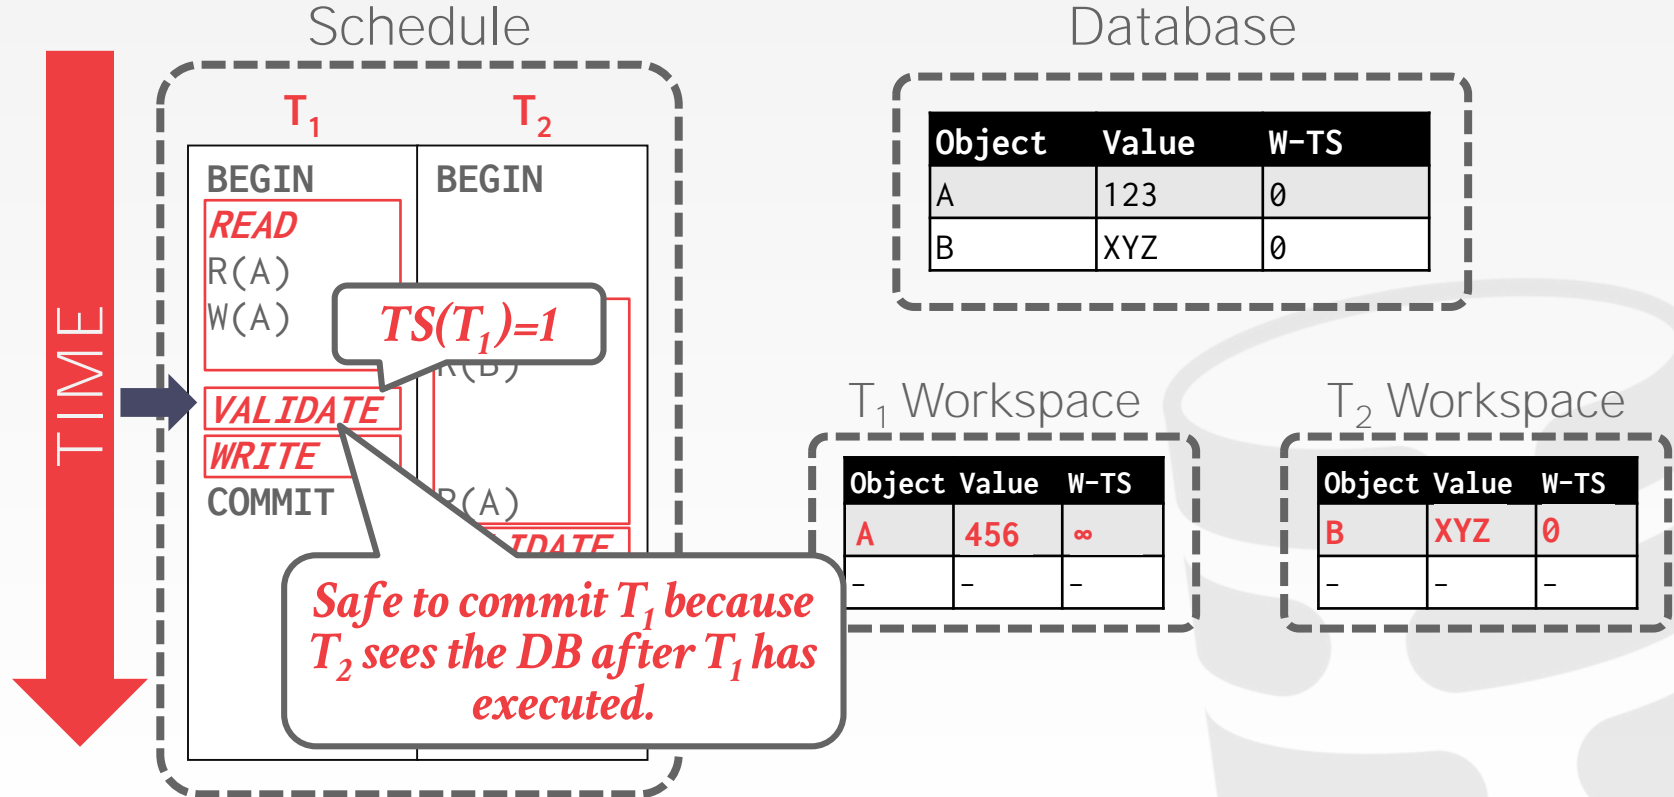 Schedule
Database
TIME
T1 T2
BEGIN BEGIN
READ
R(A)
W(A)
TS(T1)=1
R(B)
VALIDATE
WRITE
COMMIT
R(A)
Safe to commit T1 because
T2 sees the DB after T1 has
executed.
Object Value W-TS
A 123 0
B XYZ 0
T1 Workspace
Object Value W-TS
A 456 ∞
- - -
T2 Workspace
Object Value W-TS
B XYZ 0
- - -